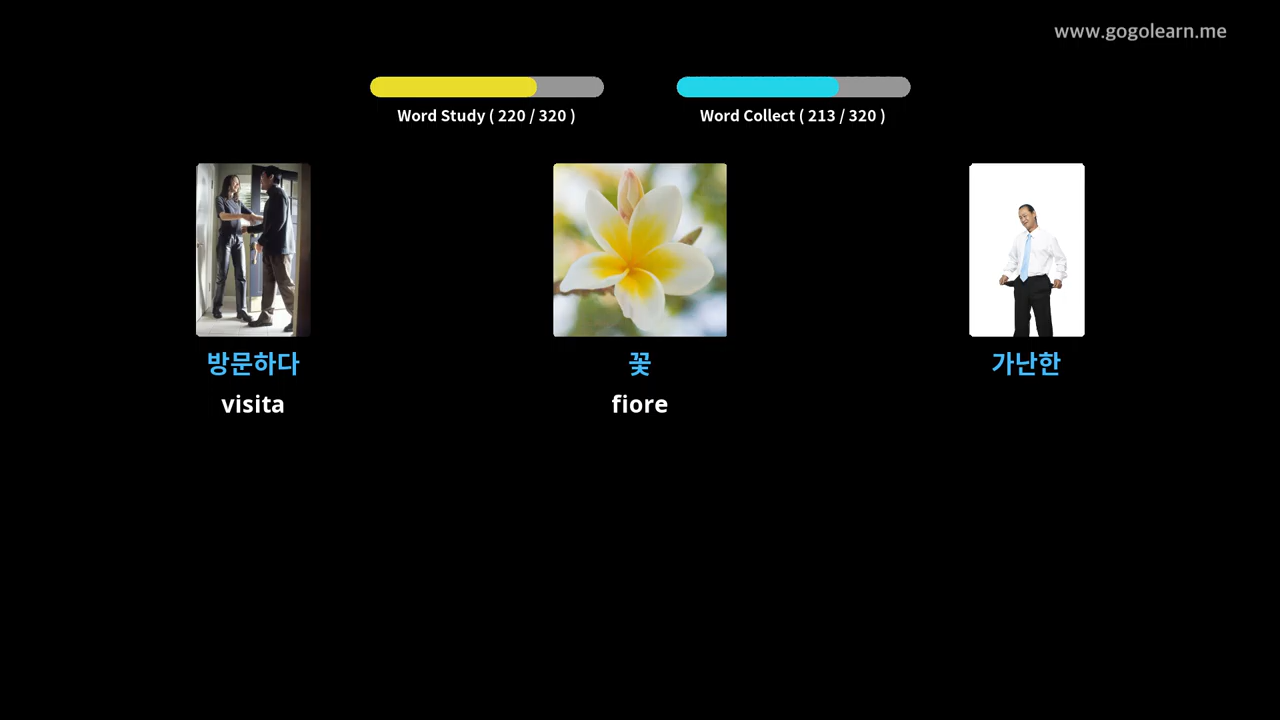 www.gogolearn.me
Word Study ( 220 / 320 )
Word Collect ( 213 / 320 )
방문하다
꽃
가난한
visita
fiore